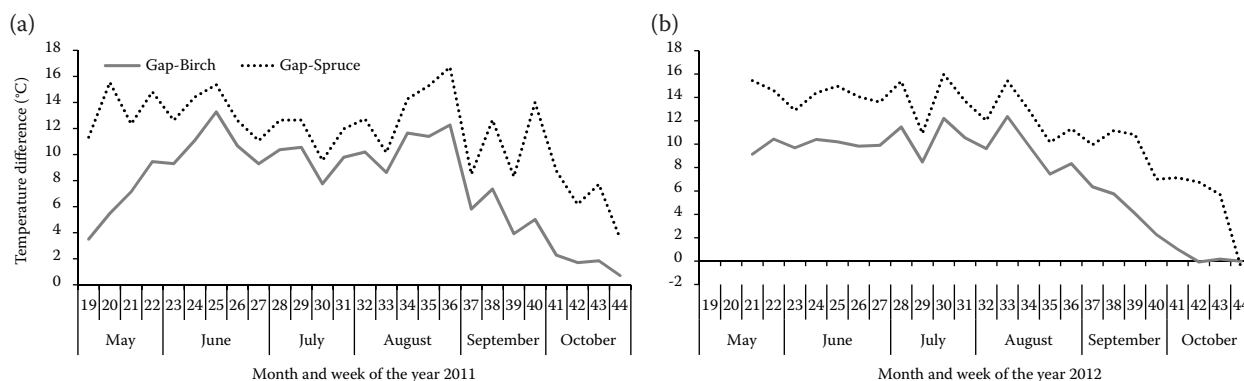 (a)
Temperature difference (°C)
18
16
14
12
10
8
6
4
2
0
Gap-Birch
Gap-Spruce
19 20 21 22 23 24 25 26 27 28 29 30 31 32 33 34 35 36 37 38 39 40 41 42 43 44
May June July August September October
Month and week of the year 2011
(b)
18
16
14
12
10
8
6
4
2
0
-2
19 20 21 22 23 24 25 26 27 28 29 30 31 32 33 34 35 36 37 38 39 40 41 42 43 44
May June July August September October
Month and week of the year 2012